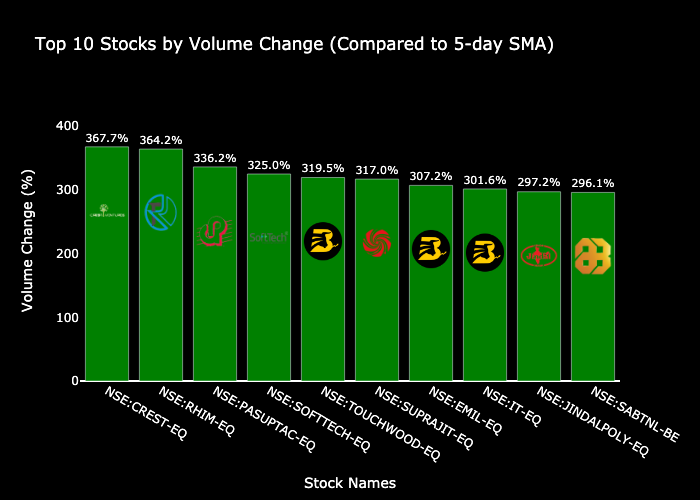 Top 10 Stocks by Volume Change (Compared to 5-day SMA)
Volume Change (%)
400
300
200
100
0
367.7%
364.2%
336.2%
325.0%
319.5%
317.0%
307.2%
301.6%
297.2%
296.1%
SoftTech
NSE:CREST-EQ
NSE:RHIM-EQ
NSE:PASUPTAC-EQ
NSE:SOFTTECH-EQ
NSE:TOUCHWOOD-EQ
NSE:SUPRAJIT-EQ
NSE:EMIL-EQ
NSE:IT-EQ
NSE:JINDALPOLY-EQ
NSE:SABTNL-BE
Stock Names